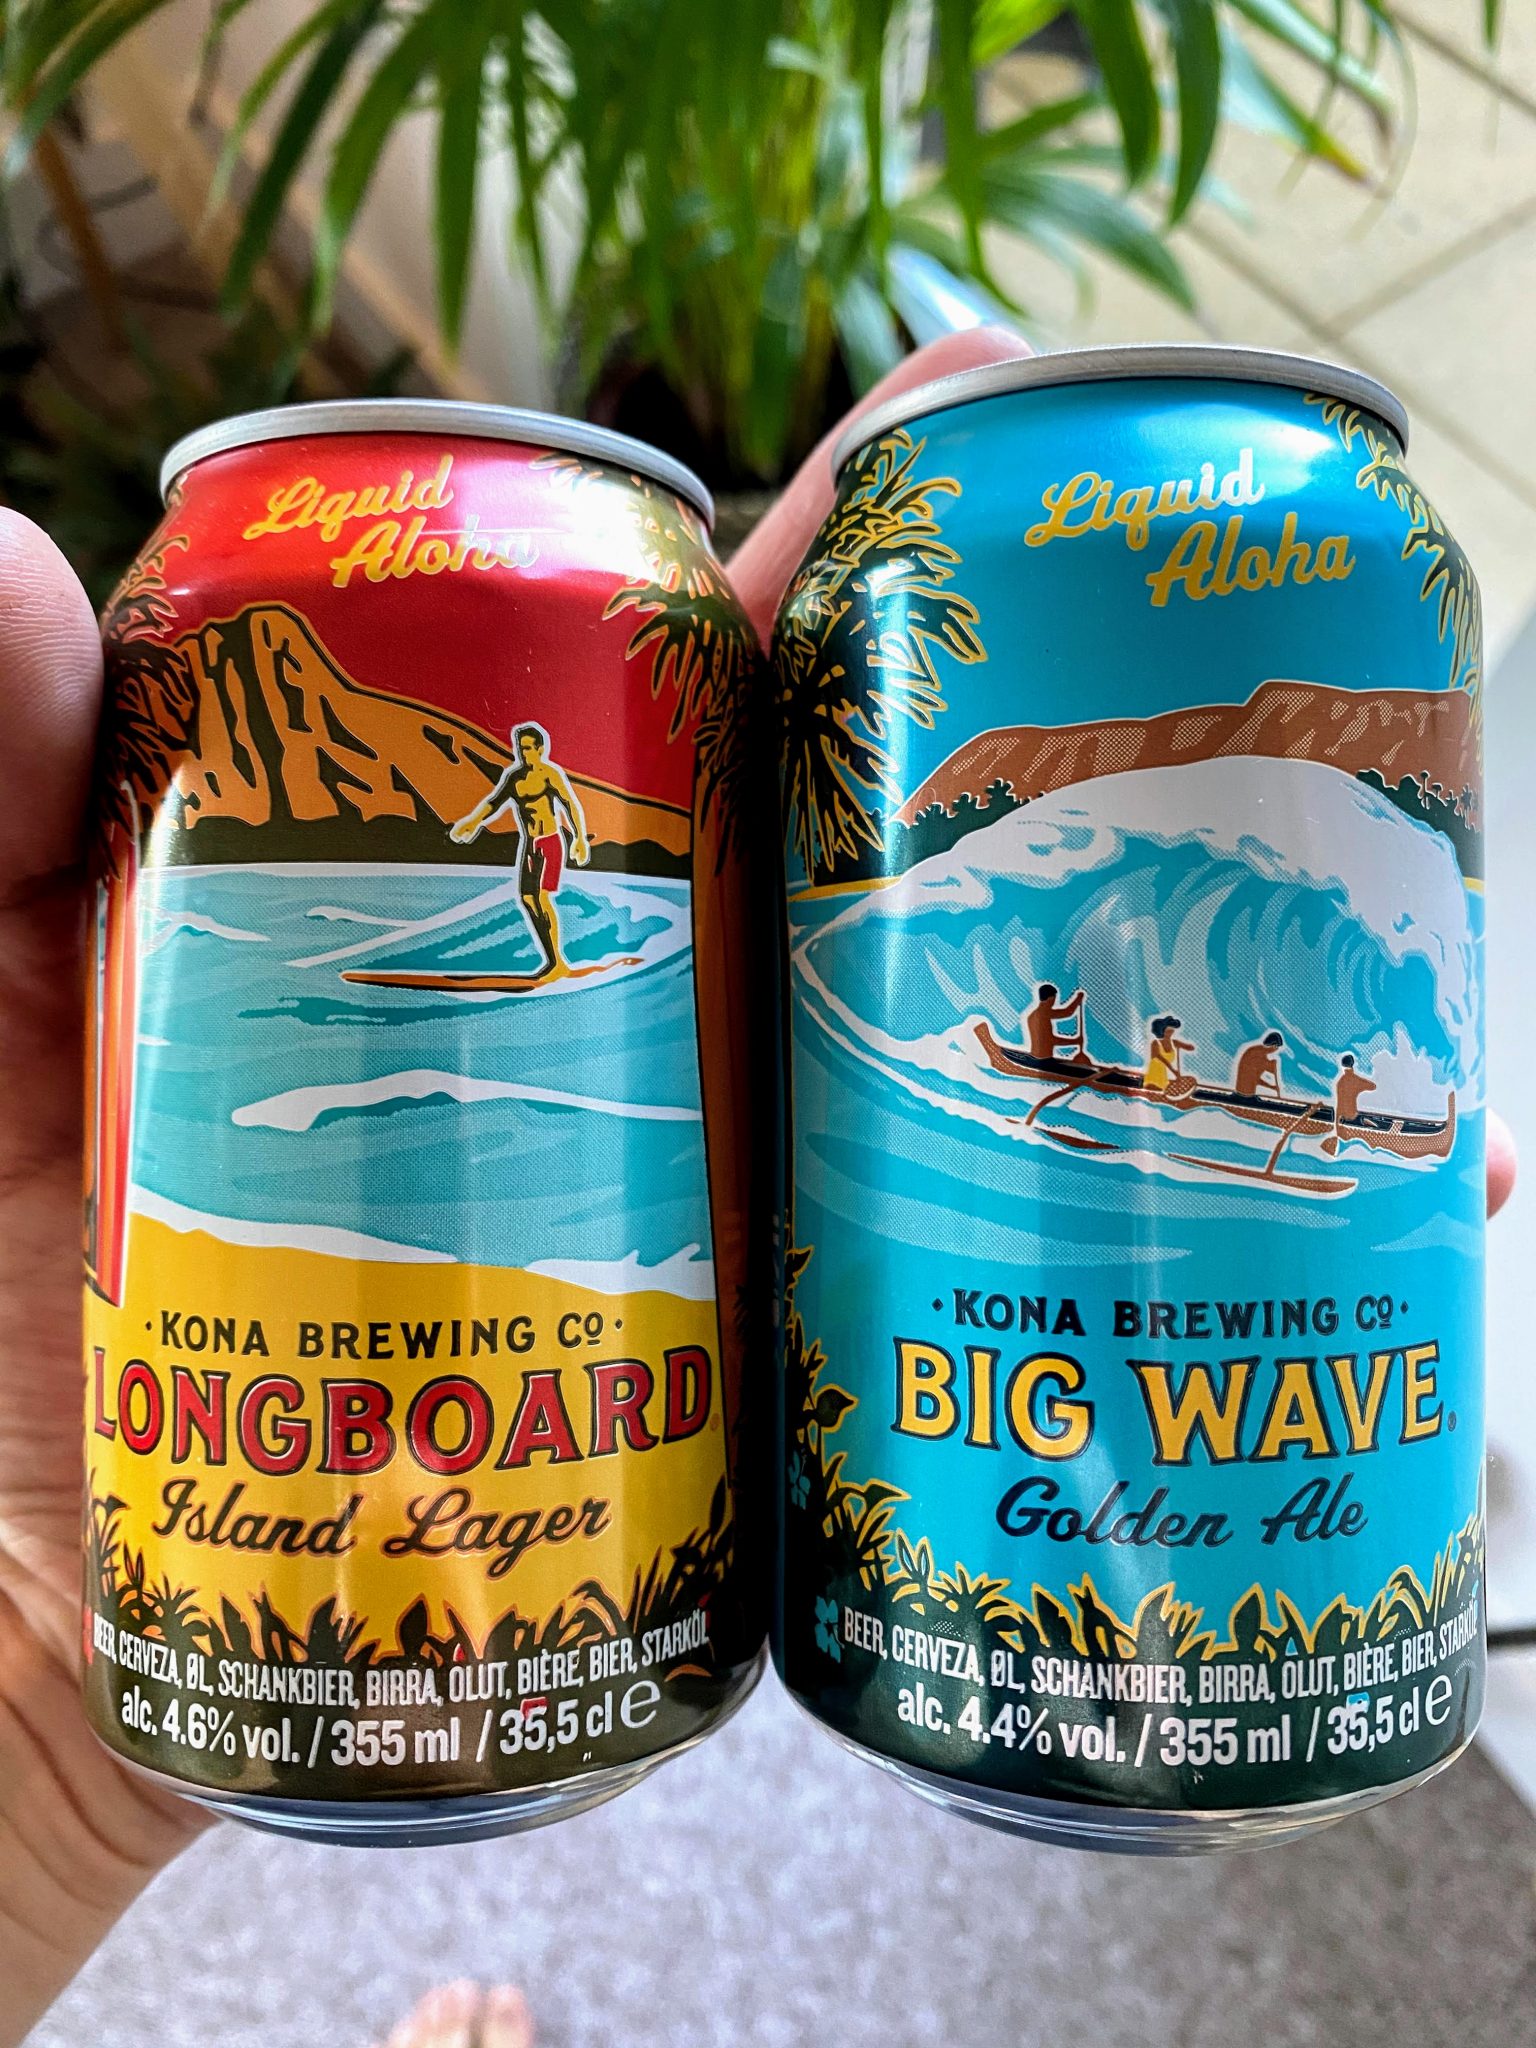 Liquid
Aloha
·KONA BREWING Cº·
LONGBOARD®
Island Lager
BEER, CERVEZA, ØL, SCHANKBIER, BIRRA, OLUT, BIÈRE, BIER, STARKÖL
alc. 4.6% vol. / 355 ml / 35,5 cl e
Liquid
Aloha
·KONA BREWING Cº·
BIG WAVE®
Golden Ale
BEER, CERVEZA, ØL, SCHANKBIER, BIRRA, OLUT, BIÈRE, BIER, STARKÖL
alc. 4.4% vol. / 355 ml / 35,5 cl e